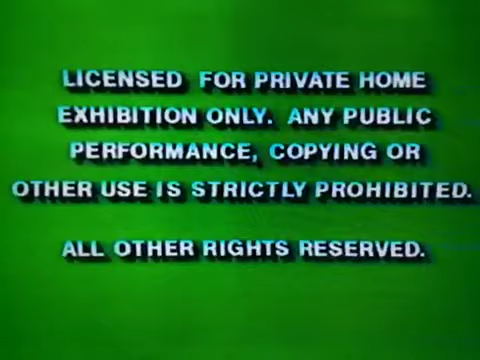 LICENSED FOR PRIVATE HOME
EXHIBITION ONLY. ANY PUBLIC
PERFORMANCE, COPYING OR
OTHER USE IS STRICTLY PROHIBITED.
ALL OTHER RIGHTS RESERVED.